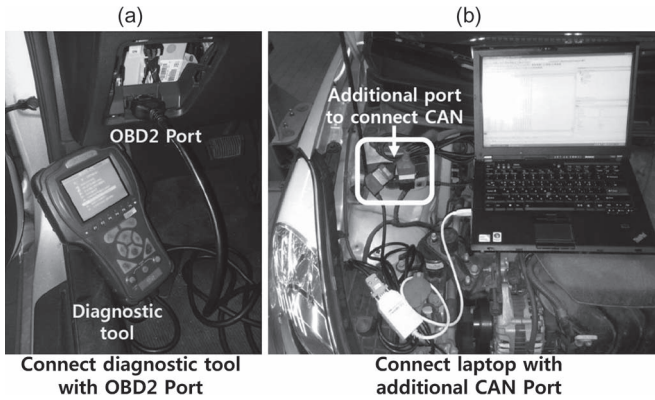 (a)
(b)
OBD2 Port
Diagnostic
tool
Additional port
to connect CAN
Connect diagnostic tool
with OBD2 Port
Connect laptop with
additional CAN Port